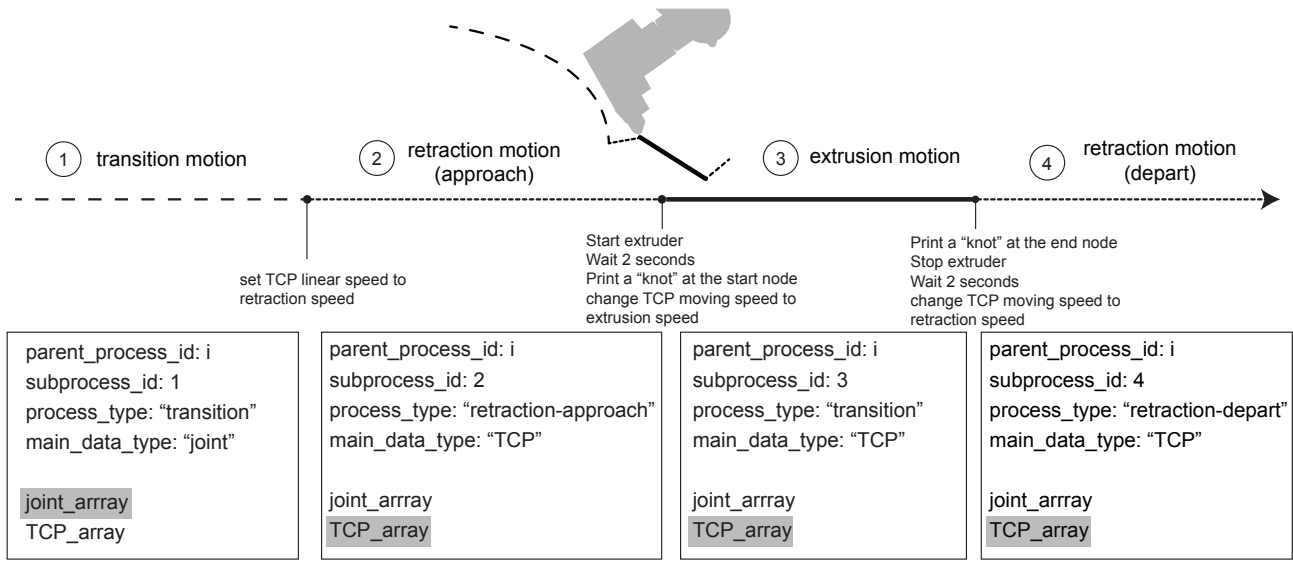 1 transition motion
2 retraction motion
(approach)
3 extrusion motion
4 retraction motion
(depart)
set TCP linear speed to
retraction speed
Start extruder
Wait 2 seconds
Print a “knot” at the start node
change TCP moving speed to
extrusion speed
Print a “knot” at the end node
Stop extruder
Wait 2 seconds
change TCP moving speed to
retraction speed
parent_process_id: i
subprocess_id: 1
process_type: “transition”
main_data_type: “joint”
joint_arrray
TCP_array
parent_process_id: i
subprocess_id: 2
process_type: “retraction-approach”
main_data_type: “TCP”
joint_arrray
TCP_array
parent_process_id: i
subprocess_id: 3
process_type: “transition”
main_data_type: “TCP”
joint_arrray
TCP_array
parent_process_id: i
subprocess_id: 4
process_type: “retraction-depart”
main_data_type: “TCP”
joint_arrray
TCP_array